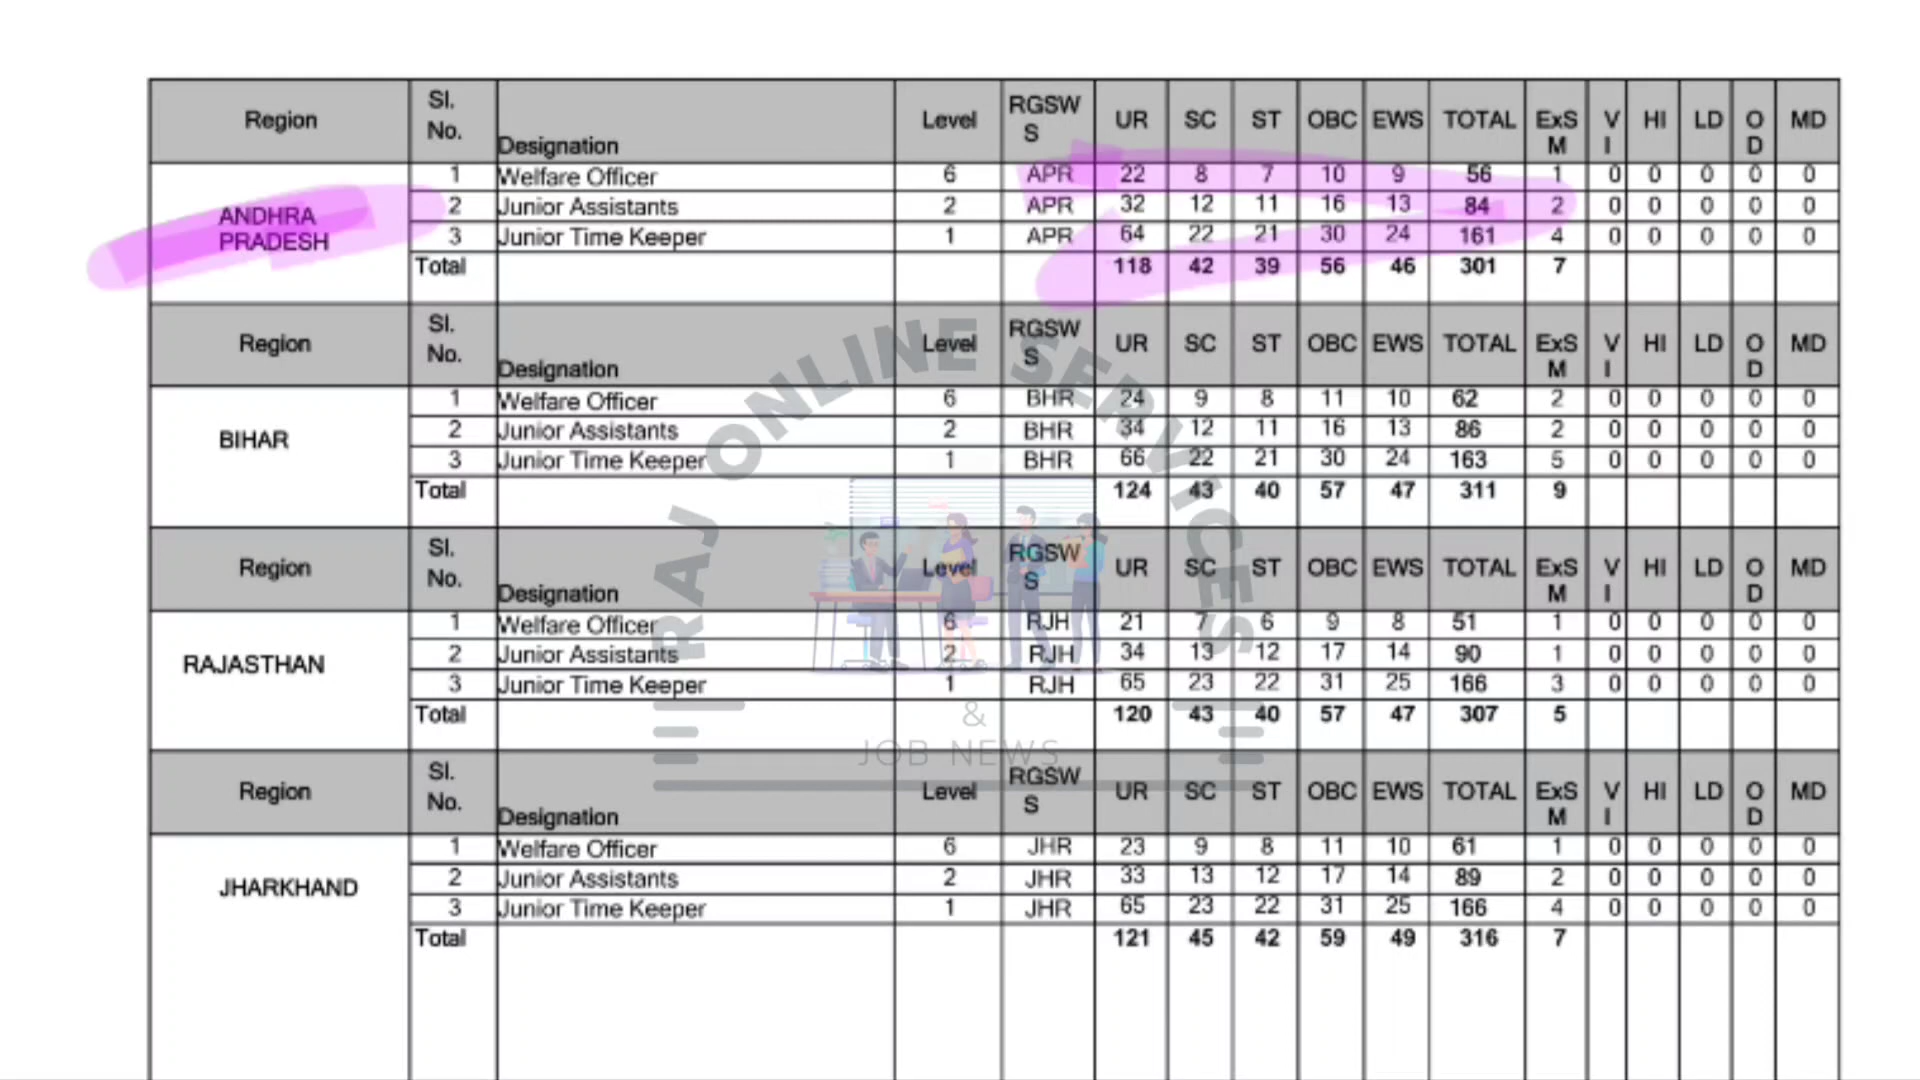 Region Sl. No. Designation Level RGSWS UR SC ST OBC EWS TOTAL ExSM VI HI LD OD MD
ANDHRA PRADESH
1 Welfare Officer 6 APR 22 8 7 10 9 56 1 0 0 0 0 0
2 Junior Assistants 2 APR 32 12 11 16 13 84 2 0 0 0 0 0
3 Junior Time Keeper 1 APR 64 22 21 30 24 161 4 0 0 0 0 0
Total 118 42 39 56 46 301 7
Region Sl. No. Designation Level RGSWS UR SC ST OBC EWS TOTAL ExSM VI HI LD OD MD
BIHAR
1 Welfare Officer 6 BHR 24 9 8 11 10 62 2 0 0 0 0 0
2 Junior Assistants 2 BHR 34 12 11 16 13 86 2 0 0 0 0 0
3 Junior Time Keeper 1 BHR 66 22 21 30 24 163 5 0 0 0 0 0
Total 124 43 40 57 47 311 9
Region Sl. No. Designation Level RGSWS UR SC ST OBC EWS TOTAL ExSM VI HI LD OD MD
RAJASTHAN
1 Welfare Officer 6 RJH 21 7 6 9 8 51 1 0 0 0 0 0
2 Junior Assistants 2 RJH 34 13 12 17 14 90 1 0 0 0 0 0
3 Junior Time Keeper 1 RJH 65 23 22 31 25 166 3 0 0 0 0 0
Total 120 43 40 57 47 307 5
Region Sl. No. Designation Level RGSWS UR SC ST OBC EWS TOTAL ExSM VI HI LD OD MD
JHARKHAND
1 Welfare Officer 6 JHR 23 9 8 11 10 61 1 0 0 0 0 0
2 Junior Assistants 2 JHR 33 13 12 17 14 89 2 0 0 0 0 0
3 Junior Time Keeper 1 JHR 65 23 22 31 25 166 4 0 0 0 0 0
Total 121 45 42 59 49 316 7
RAJ ONLINE SERVICES
&
JOB NEWS